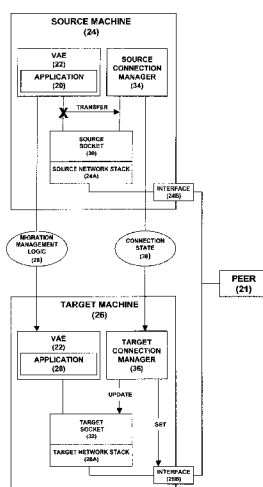 SOURCE MACHINE
(24)
VAE
(22)
APPLICATION
(20)
SOURCE
CONNECTION
MANAGER
(34)
X
TRANSFER
SOURCE
SOCKET
(30)
SOURCE NETWORK STACK
(24A)
INTERFACE
(24B)
MIGRATION
MANAGEMENT
LOGIC
(28)
CONNECTION
STATE
(38)
PEER
(21)
TARGET MACHINE
(26)
VAE
(22)
APPLICATION
(20)
TARGET
CONNECTION
MANAGER
(36)
UPDATE
SET
TARGET
SOCKET
(32)
TARGET NETWORK STACK
(26A)
INTERFACE
(26B)